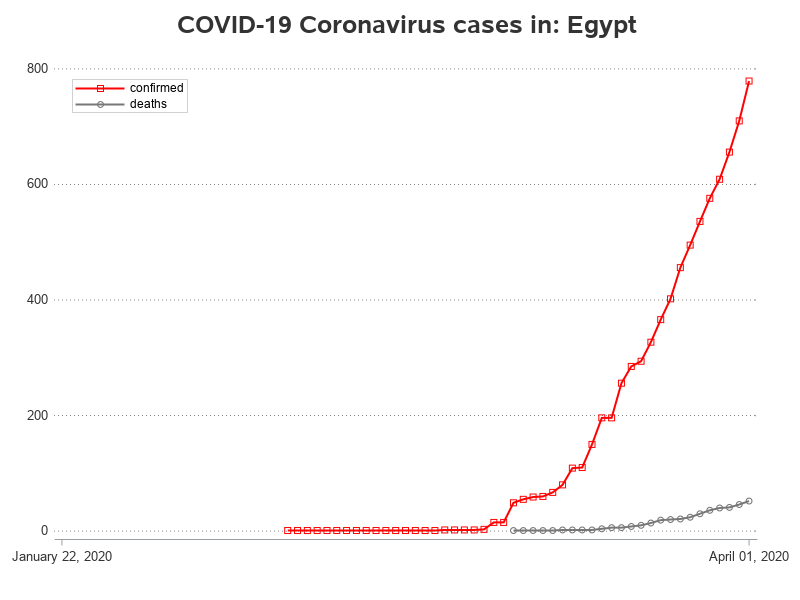 COVID-19 Coronavirus cases in: Egypt
800
confirmed
deaths
600
400
200
0
January 22, 2020
April 01, 2020